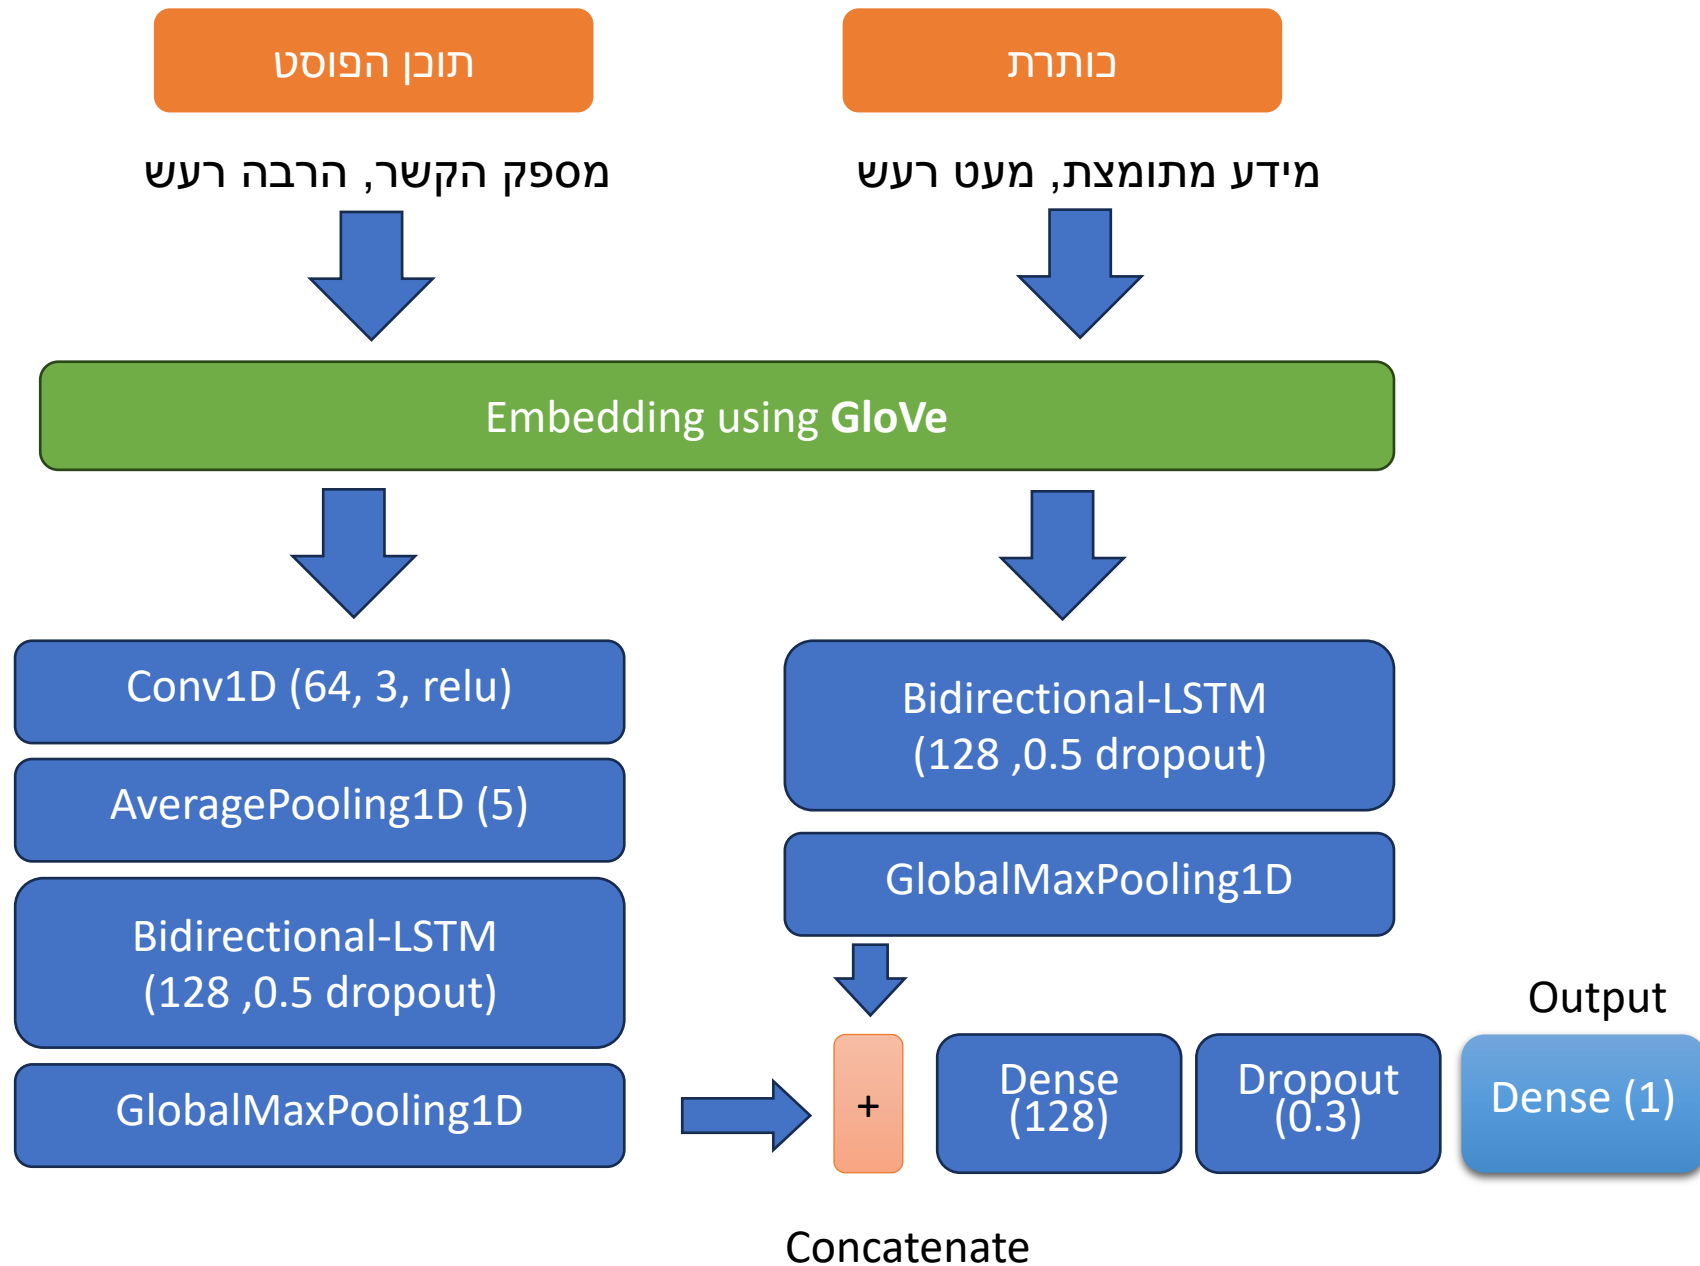 תוכן הפוסט
כותרת
מספק הקשר, הרבה רעש
מידע מתומצת, מעט רעש
Embedding using GloVe
Conv1D (64, 3, relu)
AveragePooling1D (5)
Bidirectional-LSTM
(128 ,0.5 dropout)
GlobalMaxPooling1D
Bidirectional-LSTM
(128 ,0.5 dropout)
GlobalMaxPooling1D
+
Concatenate
Dense
(128)
Dropout
(0.3)
Output
Dense (1)